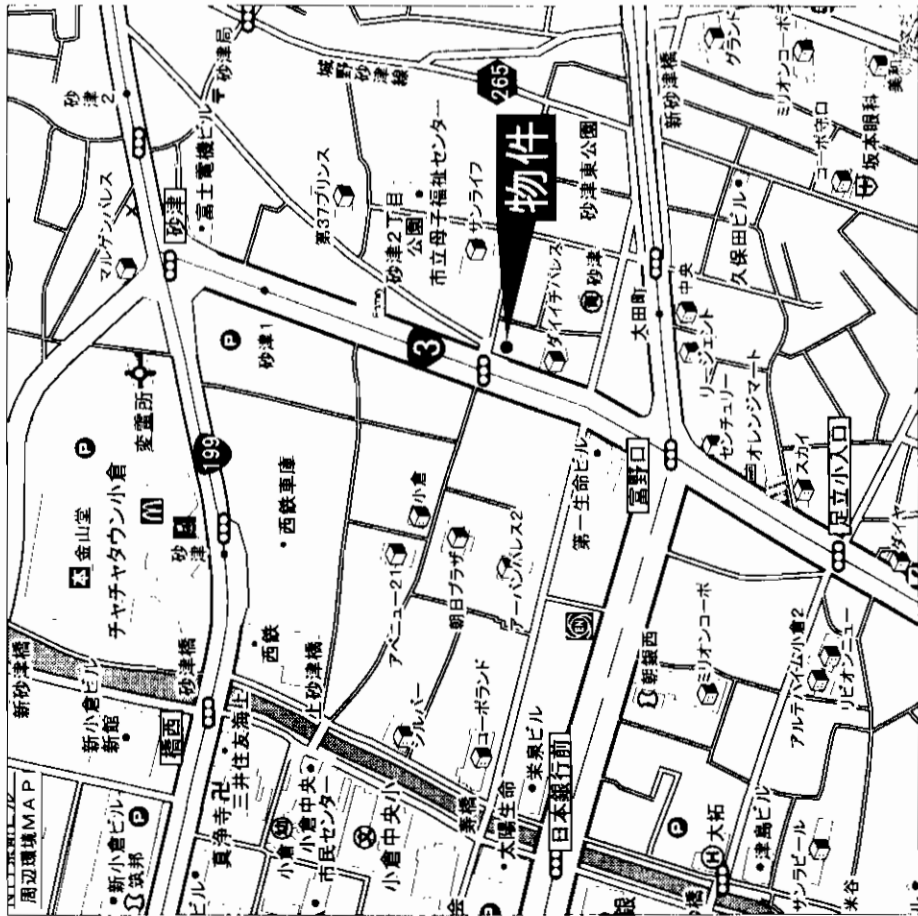 周辺環境MAP
新小倉ビル
筑邦
新小倉ビル
新館
新砂津橋
橋西
砂津橋
真浄寺
三井住友海上
小倉
小倉中央
市民センター
小倉中央小
上砂津橋
寿橋
太陽生命
栄泉ビル
日本銀行前
大拓
津島ビル
サンラピール
米谷
本
金山堂
チャチャタウン小倉
砂津
199
変電所
西鉄
西鉄車庫
アベニュー21
小倉
シルバー
朝日プラザ
コーポランド
アーバンパレス2
第一生命ビル
朝銀西
ミリオンコーポ
アルテハイム小倉2
リビオンニュー
砂津
マルゲンパレス
富士電機ビル
砂津2
砂津局
砂津1
3
第37プリンス
砂津2丁目
公園
市立母子福祉センター
サンライフ
城野砂津線
265
物件
ダイイチパレス
砂津
砂津東公園
富野口
太田町
リージェント
中央
センチュリー
オレンジマート
スカイ
足立小入口
ダイヤ
久保田ビル
新砂津橋
グランド
ミリオンコーポ
コーポ守口
坂本眼科
美和
P
P
P
P
P
H